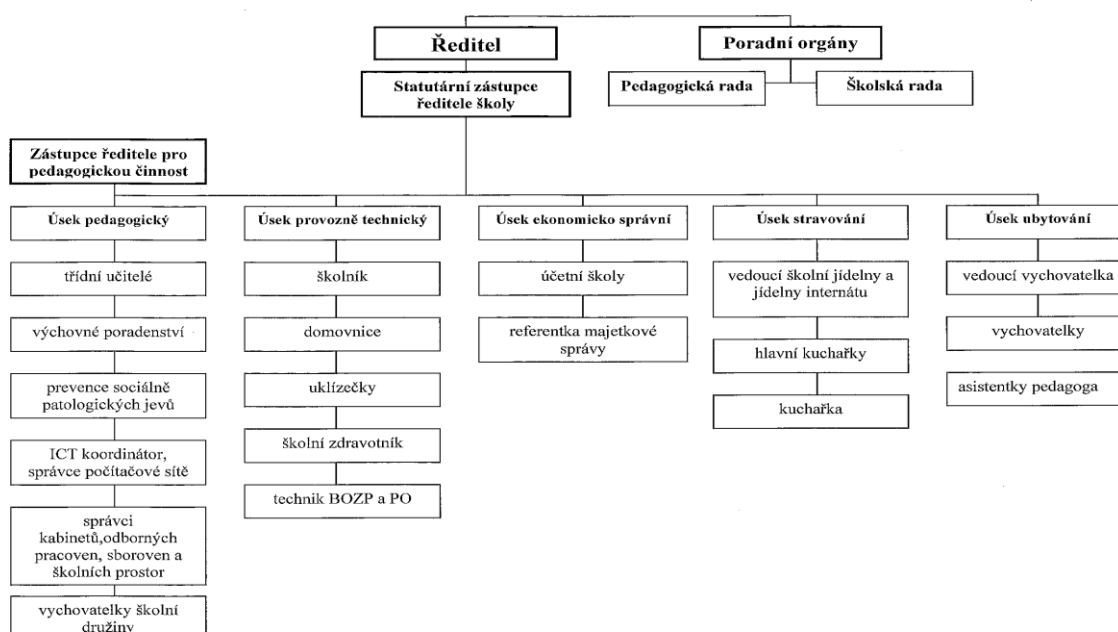 Ředitel
Poradní orgány
Statutární zástupce
ředitele školy
Pedagogická rada
Školská rada
Zástupce ředitele pro
pedagogickou činnost
Úsek pedagogický
třídní učitelé
výchovné poradenství
prevence sociálně
patologických jevů
ICT koordinátor,
správce počítačové sítě
správci
kabinetů,odborných
pracoven, sboroven a
školních prostor
vychovatelky školní
družiny
Úsek provozně technický
školník
domovnice
uklízečky
školní zdravotník
technik BOZP a PO
Úsek ekonomicko správní
účetní školy
referentka majetkové
správy
Úsek stravování
vedoucí školní jídelny a
jídelny internátu
hlavní kuchařky
kuchařka
Úsek ubytování
vedoucí vychovatelka
vychovatelky
asistentky pedagoga